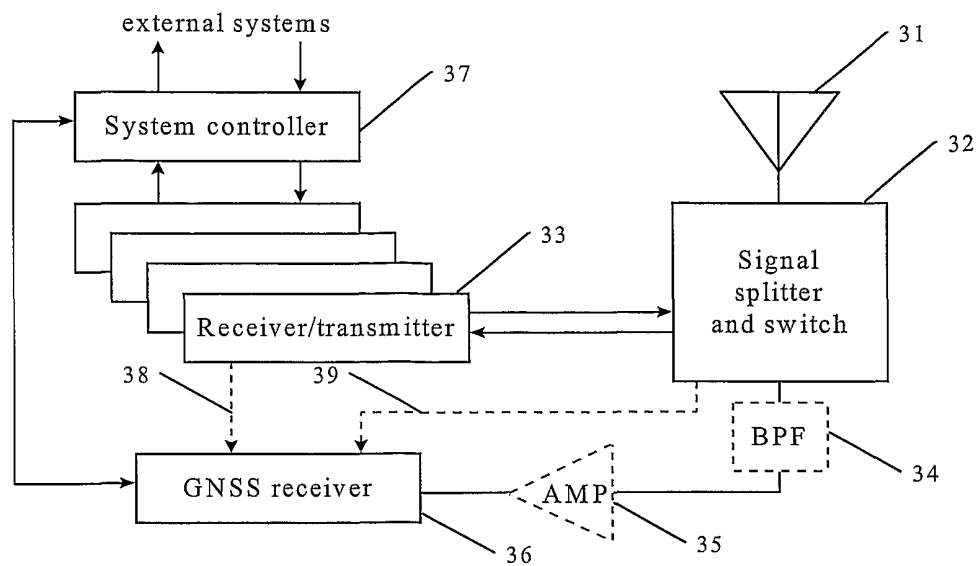 external systems
31
37
System controller
32
33
Signal
splitter
and switch
Receiver/transmitter
38
39
BPF
34
GNSS receiver
AMP
35
36